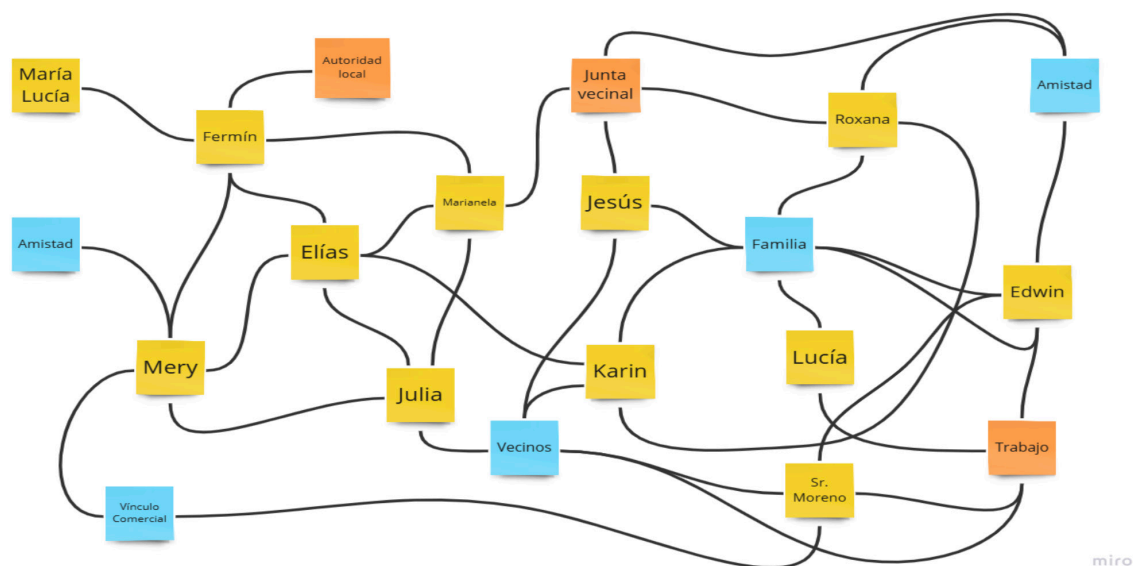 Autoridad
local
Junta
vecinal
María
Lucía
Amistad
Roxana
Fermín
Marianela
Jesús
Amistad
Elías
Familia
Edwin
Mery
Karin
Lucía
Julia
Vecinos
Trabajo
Sr.
Moreno
Vínculo
Comercial
miro